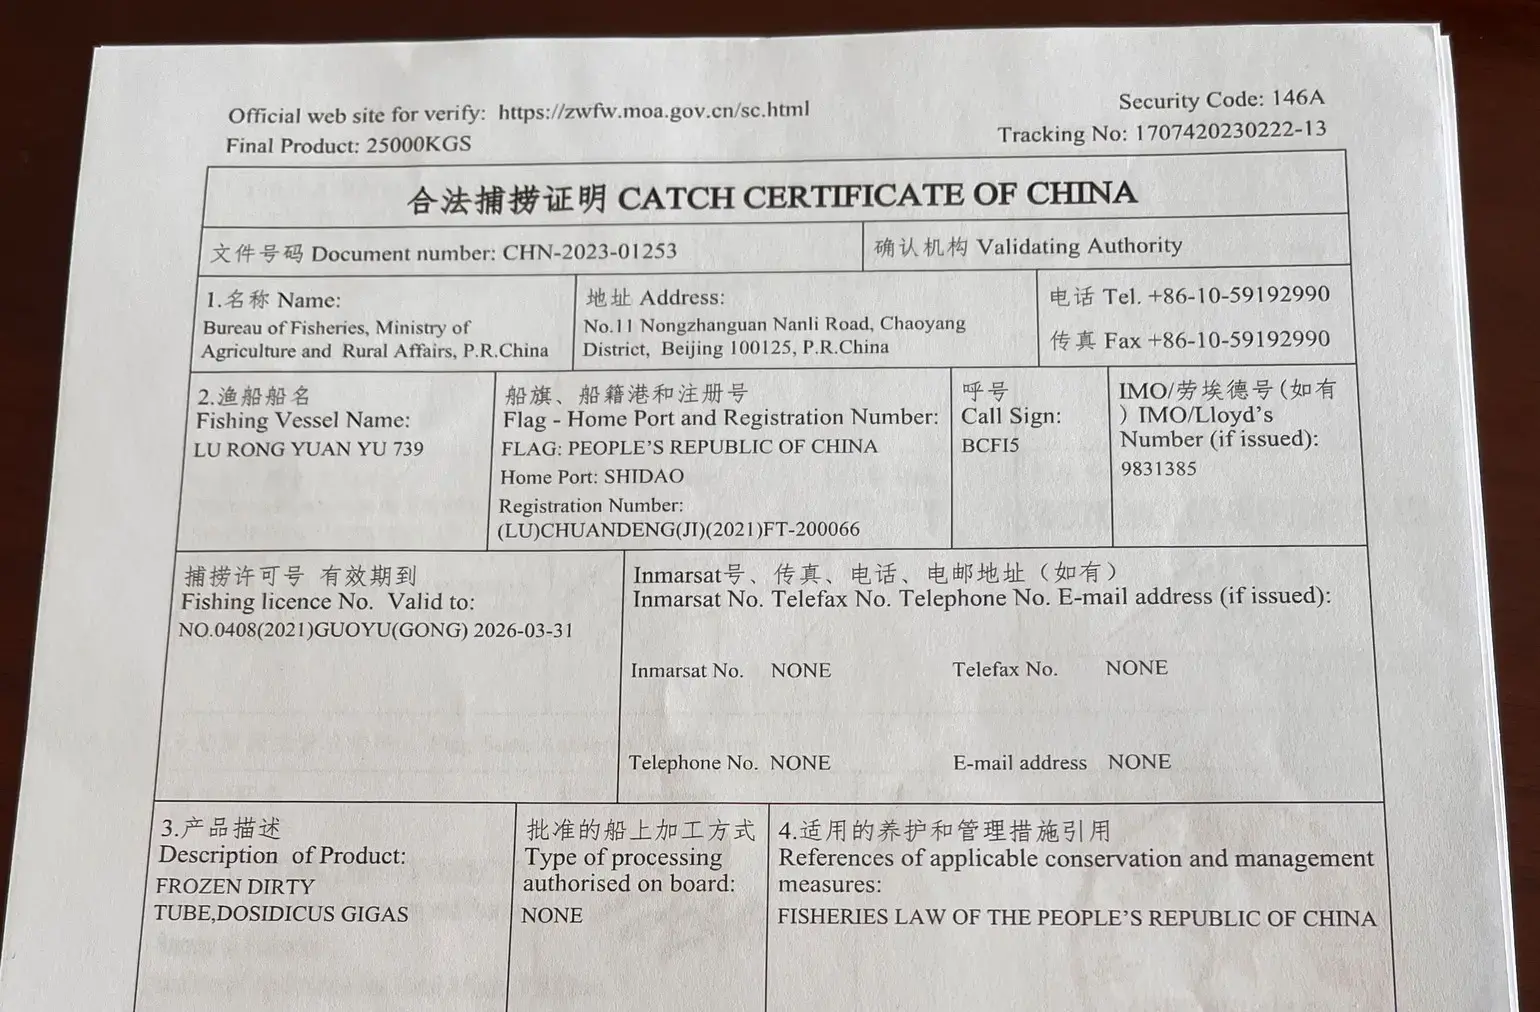 Official web site for verify: https://zwfw.moa.gov.cn/sc.html
Security Code: 146A
Final Product: 25000KGS
Tracking No: 1707420230222-13
合法捕捞证明 CATCH CERTIFICATE OF CHINA
文件号码 Document number: CHN-2023-01253
确认机构 Validating Authority
1.名称 Name:
Bureau of Fisheries, Ministry of
Agriculture and Rural Affairs, P.R.China
地址 Address:
No.11 Nongzhanguan Nanli Road, Chaoyang
District, Beijing 100125, P.R.China
电话 Tel. +86-10-59192990
传真 Fax +86-10-59192990
2.渔船船名
Fishing Vessel Name:
LU RONG YUAN YU 739
船旗、船籍港和注册号
Flag - Home Port and Registration Number:
FLAG: PEOPLE'S REPUBLIC OF CHINA
Home Port: SHIDAO
Registration Number:
(LU)CHUANDENG(JI)(2021)FT-200066
呼号
Call Sign:
BCFI5
IMO/劳埃德号(如有
) IMO/Lloyd's
Number (if issued):
9831385
捕捞许可号 有效期到
Fishing licence No. Valid to:
NO.0408(2021)GUOYU(GONG) 2026-03-31
Inmarsat号、传真、电话、电邮地址（如有）
Inmarsat No. Telefax No. Telephone No. E-mail address (if issued):
Inmarsat No. NONE
Telefax No. NONE
Telephone No. NONE
E-mail address NONE
3.产品描述
Description of Product:
FROZEN DIRTY
TUBE,DOSIDICUS GIGAS
批准的船上加工方式
Type of processing
authorised on board:
NONE
4.适用的养护和管理措施引用
References of applicable conservation and management
measures:
FISHERIES LAW OF THE PEOPLE'S REPUBLIC OF CHINA